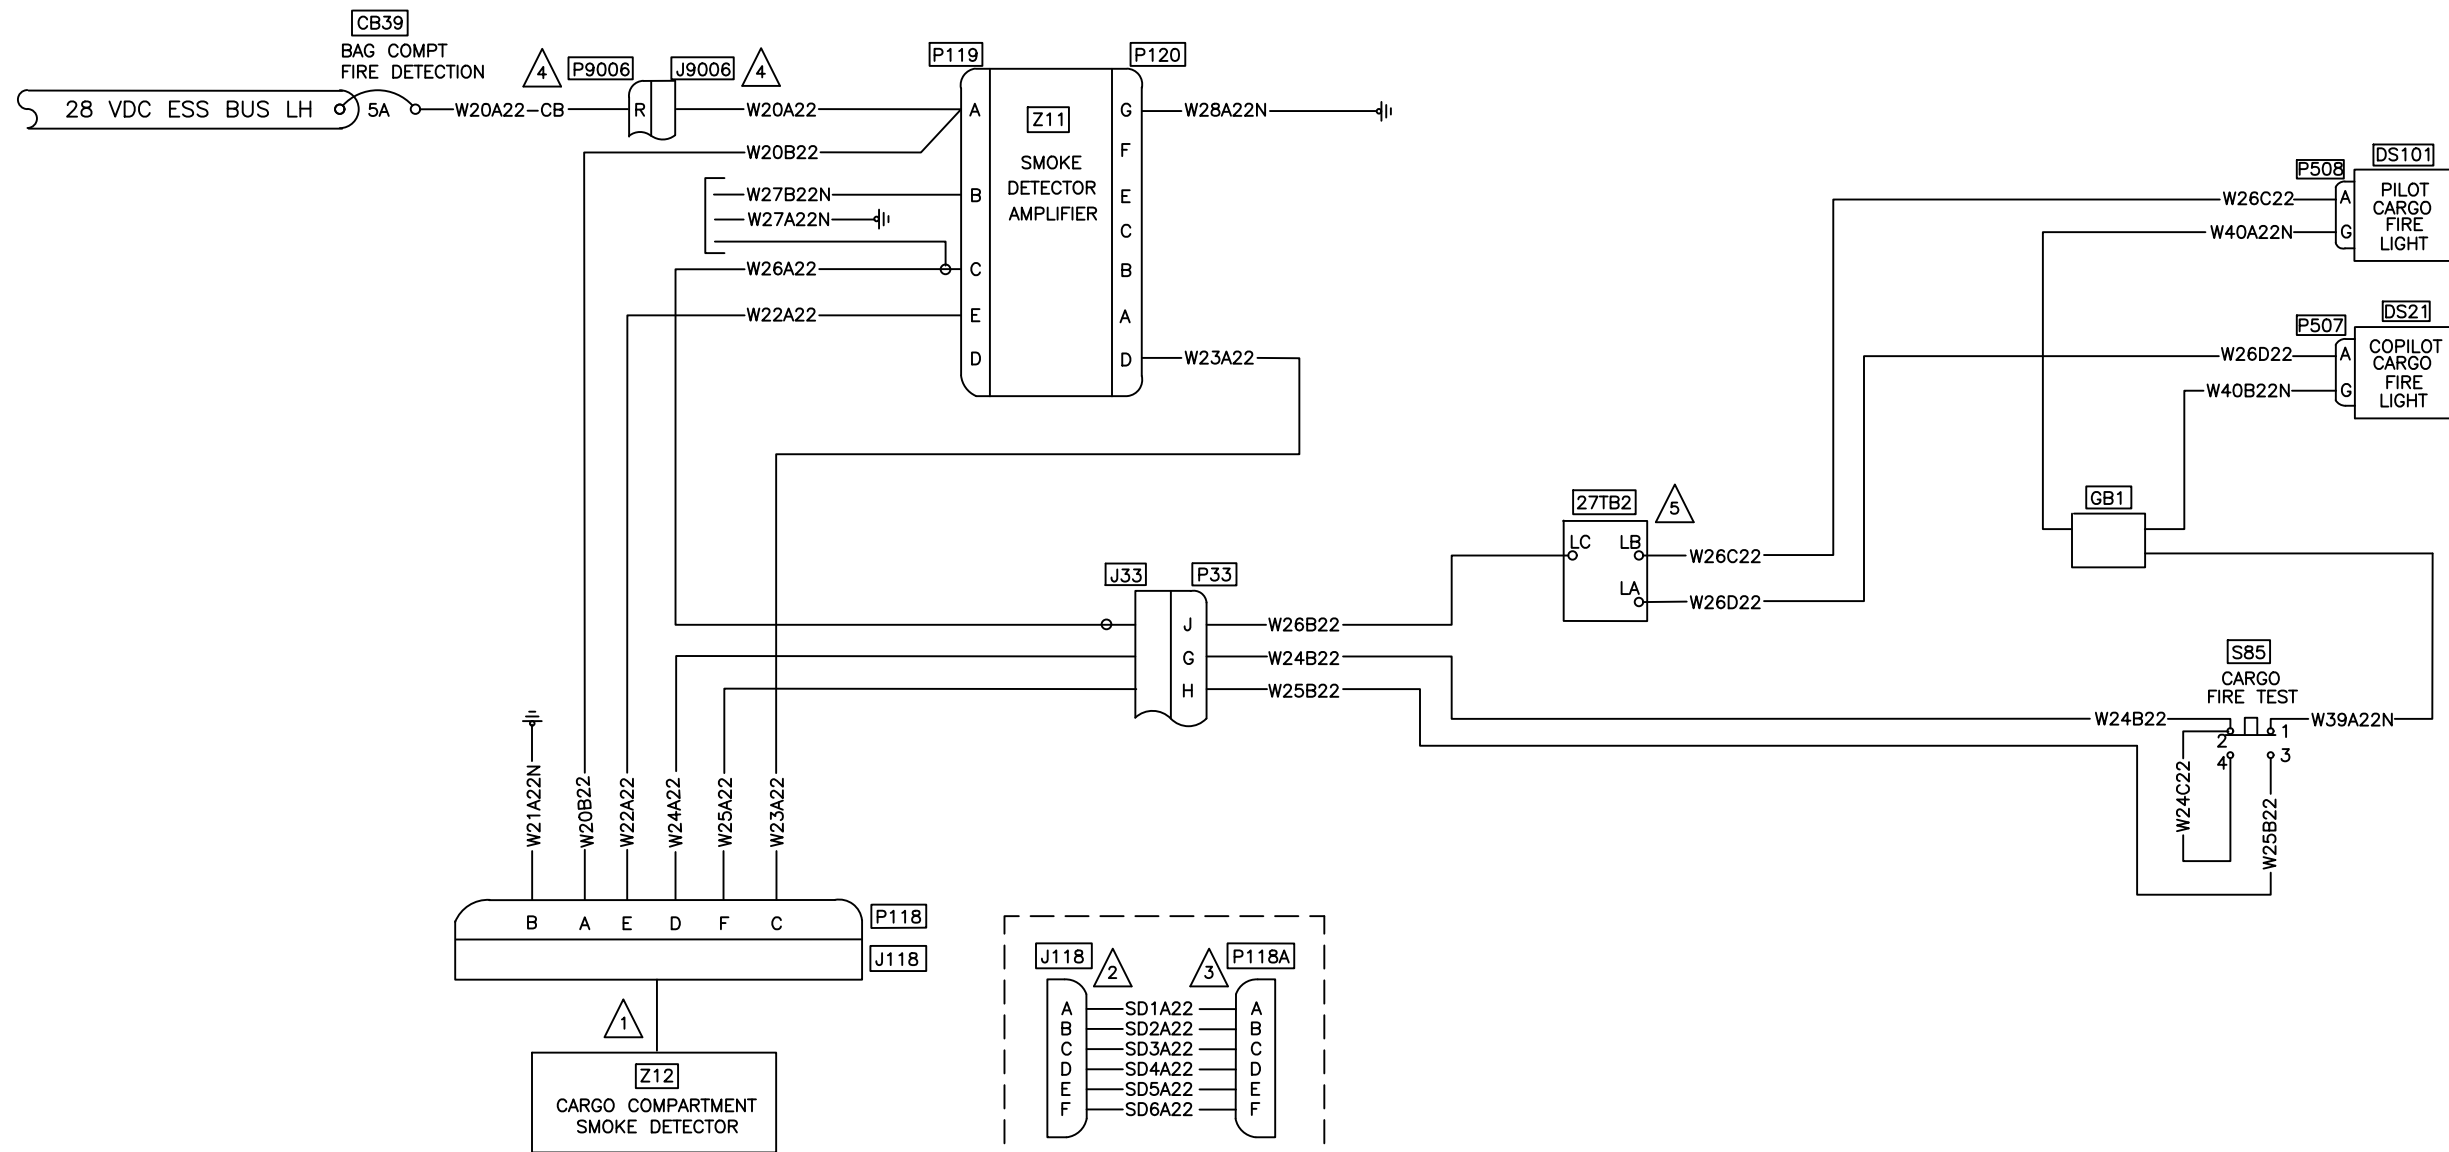 CB39
BAG COMPT
FIRE DETECTION
28 VDC ESS BUS LH
5A
W20A22-CB
4
P9006
J9006
4
R
W20A22
W20B22
W27B22N
W27A22N
W26A22
W22A22
P119
P120
A
B
C
E
D
Z11
SMOKE
DETECTOR
AMPLIFIER
G
F
E
C
B
A
D
W28A22N
W23A22
P508
DS101
W26C22
A
W40A22N
G
PILOT
CARGO
FIRE
LIGHT
P507
DS21
W26D22
A
W40B22N
G
COPILOT
CARGO
FIRE
LIGHT
GB1
27TB2
5
LC
LB
LA
W26C22
W26D22
J33
P33
J
G
H
W26B22
W24B22
W25B22
S85
CARGO
FIRE TEST
W24B22
W39A22N
2
1
4
3
W24C22
W25B22
W21A22N
W20B22
W22A22
W24A22
W25A22
W23A22
B A E D F C
P118
J118
1
Z12
CARGO COMPARTMENT
SMOKE DETECTOR
J118
2
3
P118A
A SD1A22 A
B SD2A22 B
C SD3A22 C
D SD4A22 D
E SD5A22 E
F SD6A22 F